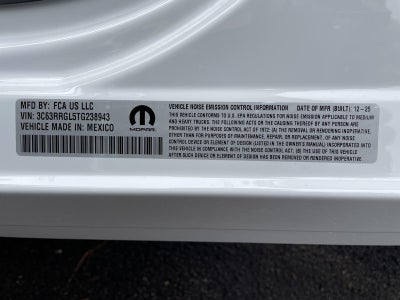 MFD BY: FCA US LLC
VIN: 3C63RRGL5TG238943
VEHICLE MADE IN: MEXICO
MOPAR
VEHICLE NOISE EMISSION CONTROL INFORMATION DATE OF MFR (BUILT): 12-25
THIS VEHICLE CONFORMS TO U.S. EPA REGULATIONS FOR NOISE EMISSION APPLICABLE TO MEDIUM
AND HEAVY TRUCKS. THE FOLLOWING ACTS OR THE CAUSING THEREOF BY ANY PERSON
ARE PROHIBITED BY THE NOISE
CONTROL ACT OF 1972: (A) THE REMOVAL OR RENDERING INOPERATIVE,
OTHER THAN FOR PURPOSES OF MAINTENANCE, REPAIR, OR REPLACEMENT, OF ANY NOISE
CONTROL DEVICE OR ELEMENT OF DESIGN (LISTED IN THE OWNER'S MANUAL) INCORPORATED INTO
THIS VEHICLE IN COMPLIANCE WITH THE NOISE CONTROL ACT. (B) THE USE OF THIS VEHICLE
AFTER SUCH DEVICE OR ELEMENT OF DESIGN HAS BEEN REMOVED OR RENDERED INOPERATIVE.